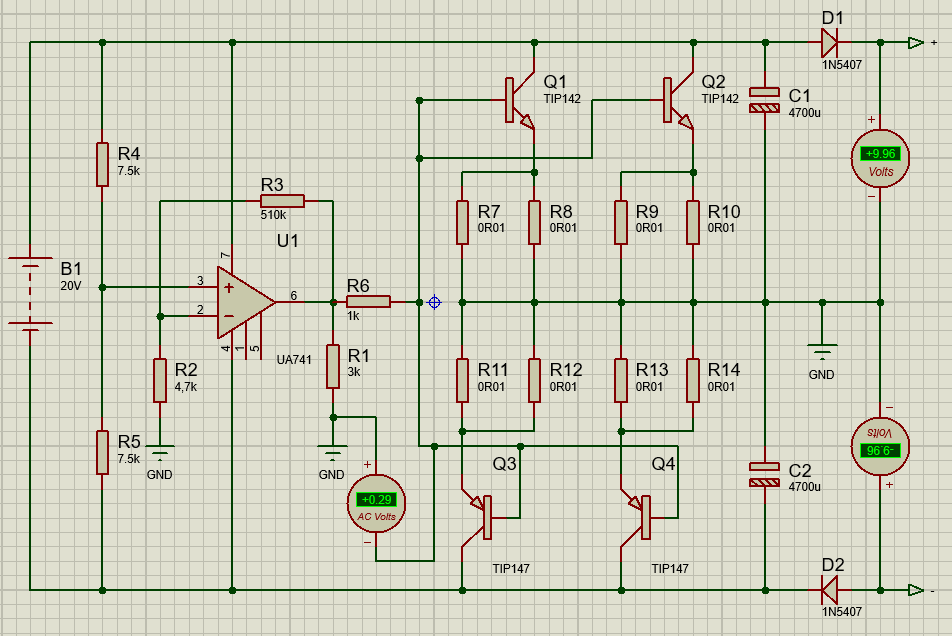 D1
+
1N5407
Q1
TIP142
Q2
TIP142
C1
4700u
+
+9.96
Volts
−
R4
7.5k
R3
510k
R7
0R01
R8
0R01
R9
0R01
R10
0R01
U1
7
B1
20V
3
+
2
−
6
4
1
5
UA741
R6
1k
GND
R2
4,7k
R1
3k
R11
0R01
R12
0R01
R13
0R01
R14
0R01
−
Volts
-9.96
+
R5
7.5k
GND
GND
+
+0.29
AC Volts
−
Q3
TIP147
Q4
TIP147
C2
4700u
D2
-
1N5407